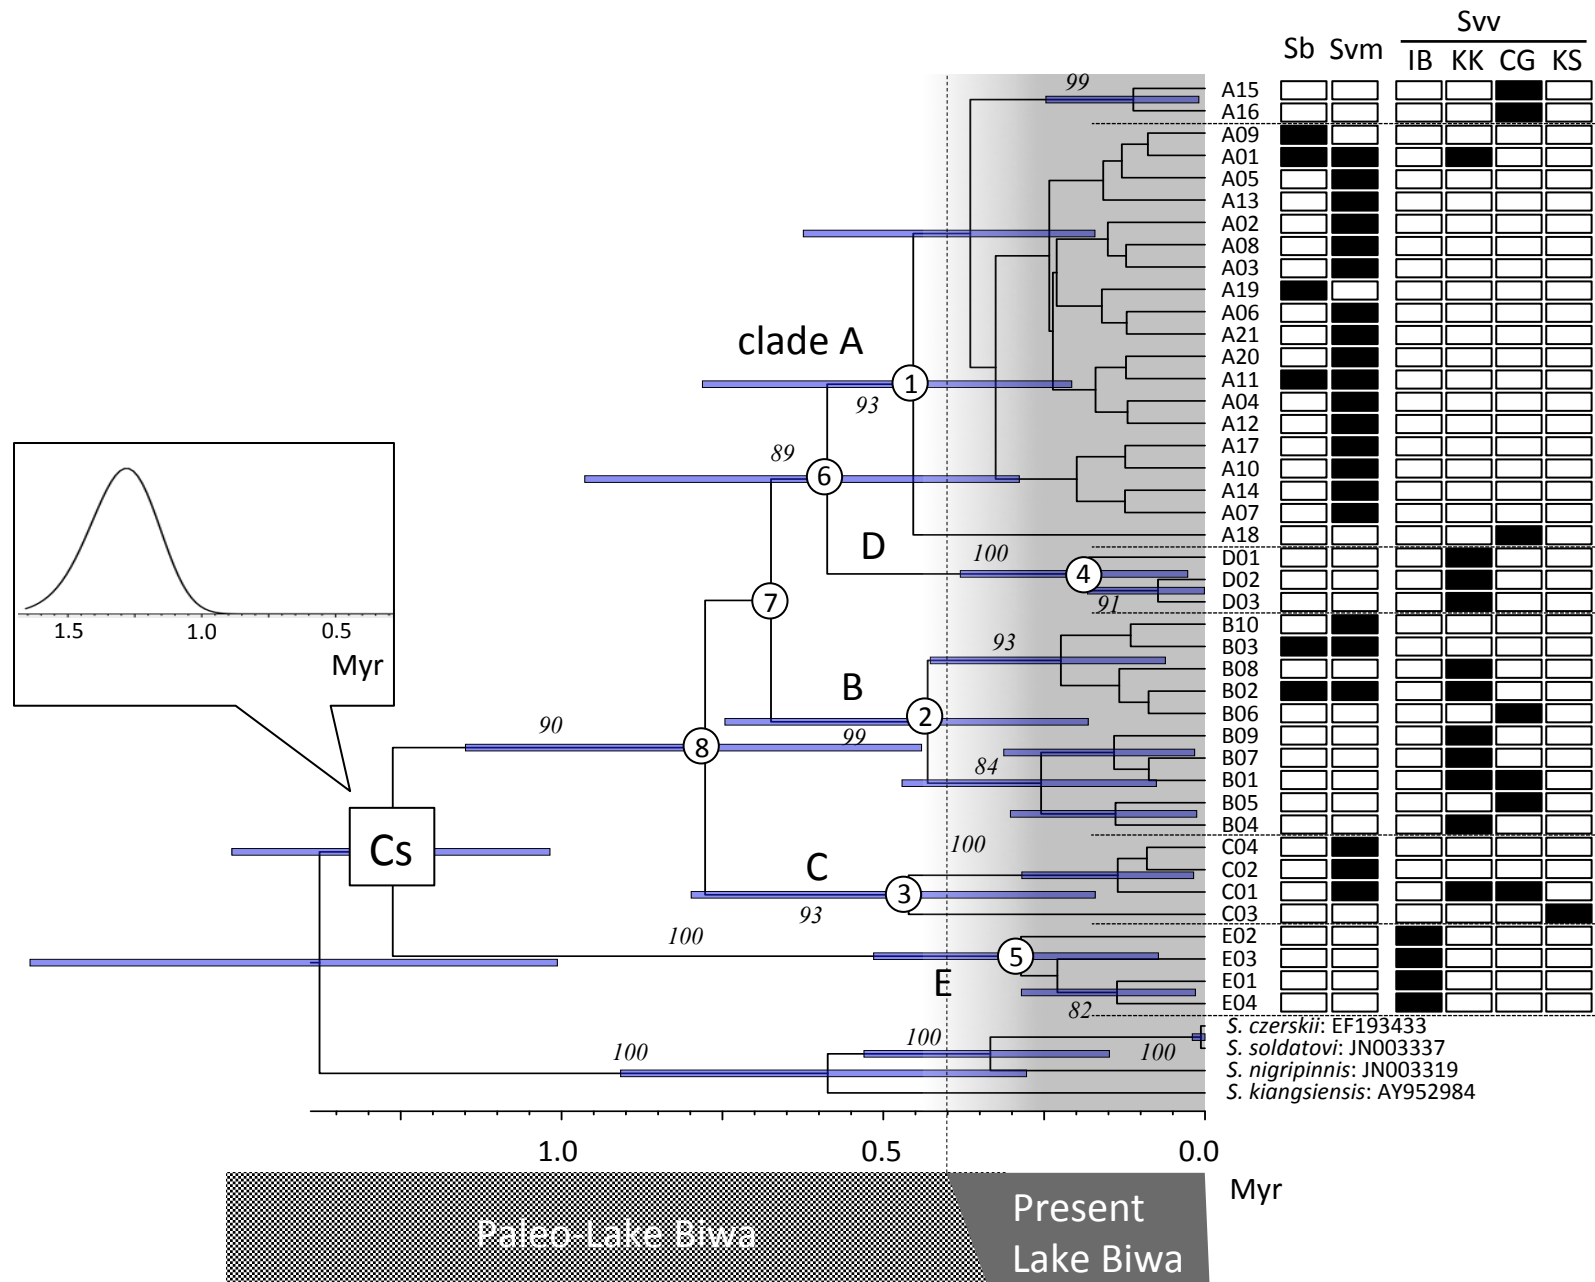 Svv
Sb Svm IB KK CG KS
99
A15
A16
A09
A01
A05
A13
A02
A08
A03
A19
A06
A21
clade A
A20
1
A11
93
A04
A12
A17
89
6
A10
A14
A07
A18
D
100
D01
4
D02
91
D03
7
B10
93
B03
B08
B
B02
2
B06
90
8
99
B09
84
B07
B01
B05
B04
1.5 1.0 0.5
Myr
Cs
100
C04
C
C02
3
C01
93
C03
100
E02
5
E03
E
E01
82
E04
S. czerskii: EF193433
100
100
100
S. soldatovi: JN003337
S. nigripinnis: JN003319
S. kiangsiensis: AY952984
1.0 0.5 0.0
Myr
Paleo-Lake Biwa
Present
Lake Biwa